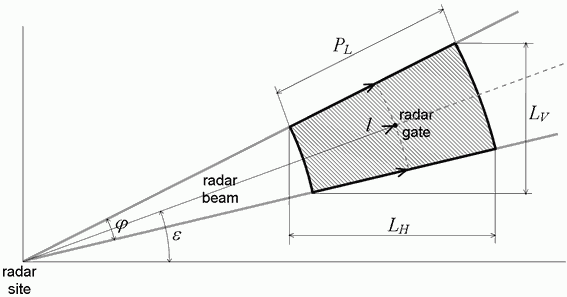 P_L
radar
gate
l
L_V
radar
beam
φ
ε
L_H
radar
site